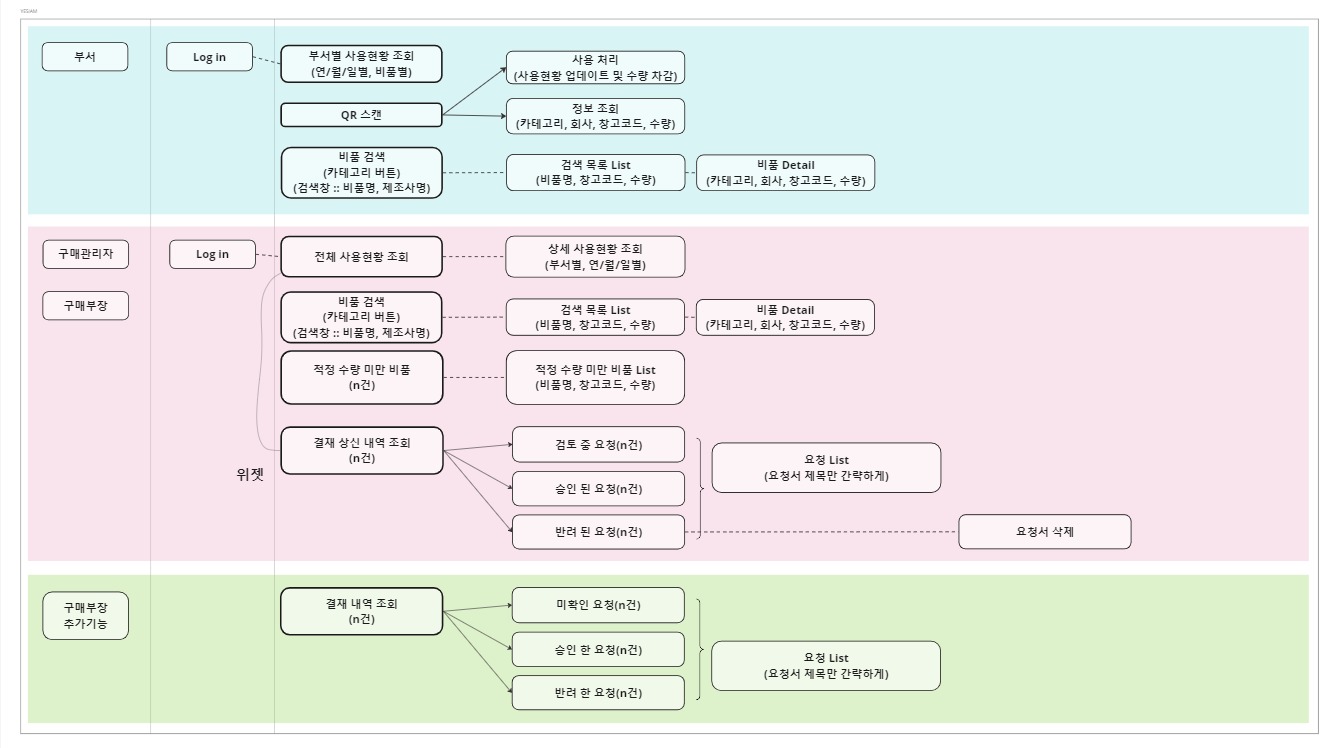 YESAM
부서
Log in
부서별 사용현황 조회
(연/월/일별, 비품별)
사용 처리
(사용현황 업데이트 및 수량 차감)
QR 스캔
정보 조회
(카테고리, 회사, 창고코드, 수량)
비품 검색
(카테고리 버튼)
(검색창 :: 비품명, 제조사명)
검색 목록 List
(비품명, 창고코드, 수량)
비품 Detail
(카테고리, 회사, 창고코드, 수량)
구매관리자
Log in
전체 사용현황 조회
상세 사용현황 조회
(부서별, 연/월/일별)
구매부장
비품 검색
(카테고리 버튼)
(검색창 :: 비품명, 제조사명)
검색 목록 List
(비품명, 창고코드, 수량)
비품 Detail
(카테고리, 회사, 창고코드, 수량)
적정 수량 미만 비품
(n건)
적정 수량 미만 비품 List
(비품명, 창고코드, 수량)
결재 상신 내역 조회
(n건)
위젯
검토 중 요청(n건)
승인 된 요청(n건)
반려 된 요청(n건)
요청 List
(요청서 제목만 간략하게)
요청서 삭제
구매부장
추가기능
결재 내역 조회
(n건)
미확인 요청(n건)
승인 한 요청(n건)
반려 한 요청(n건)
요청 List
(요청서 제목만 간략하게)